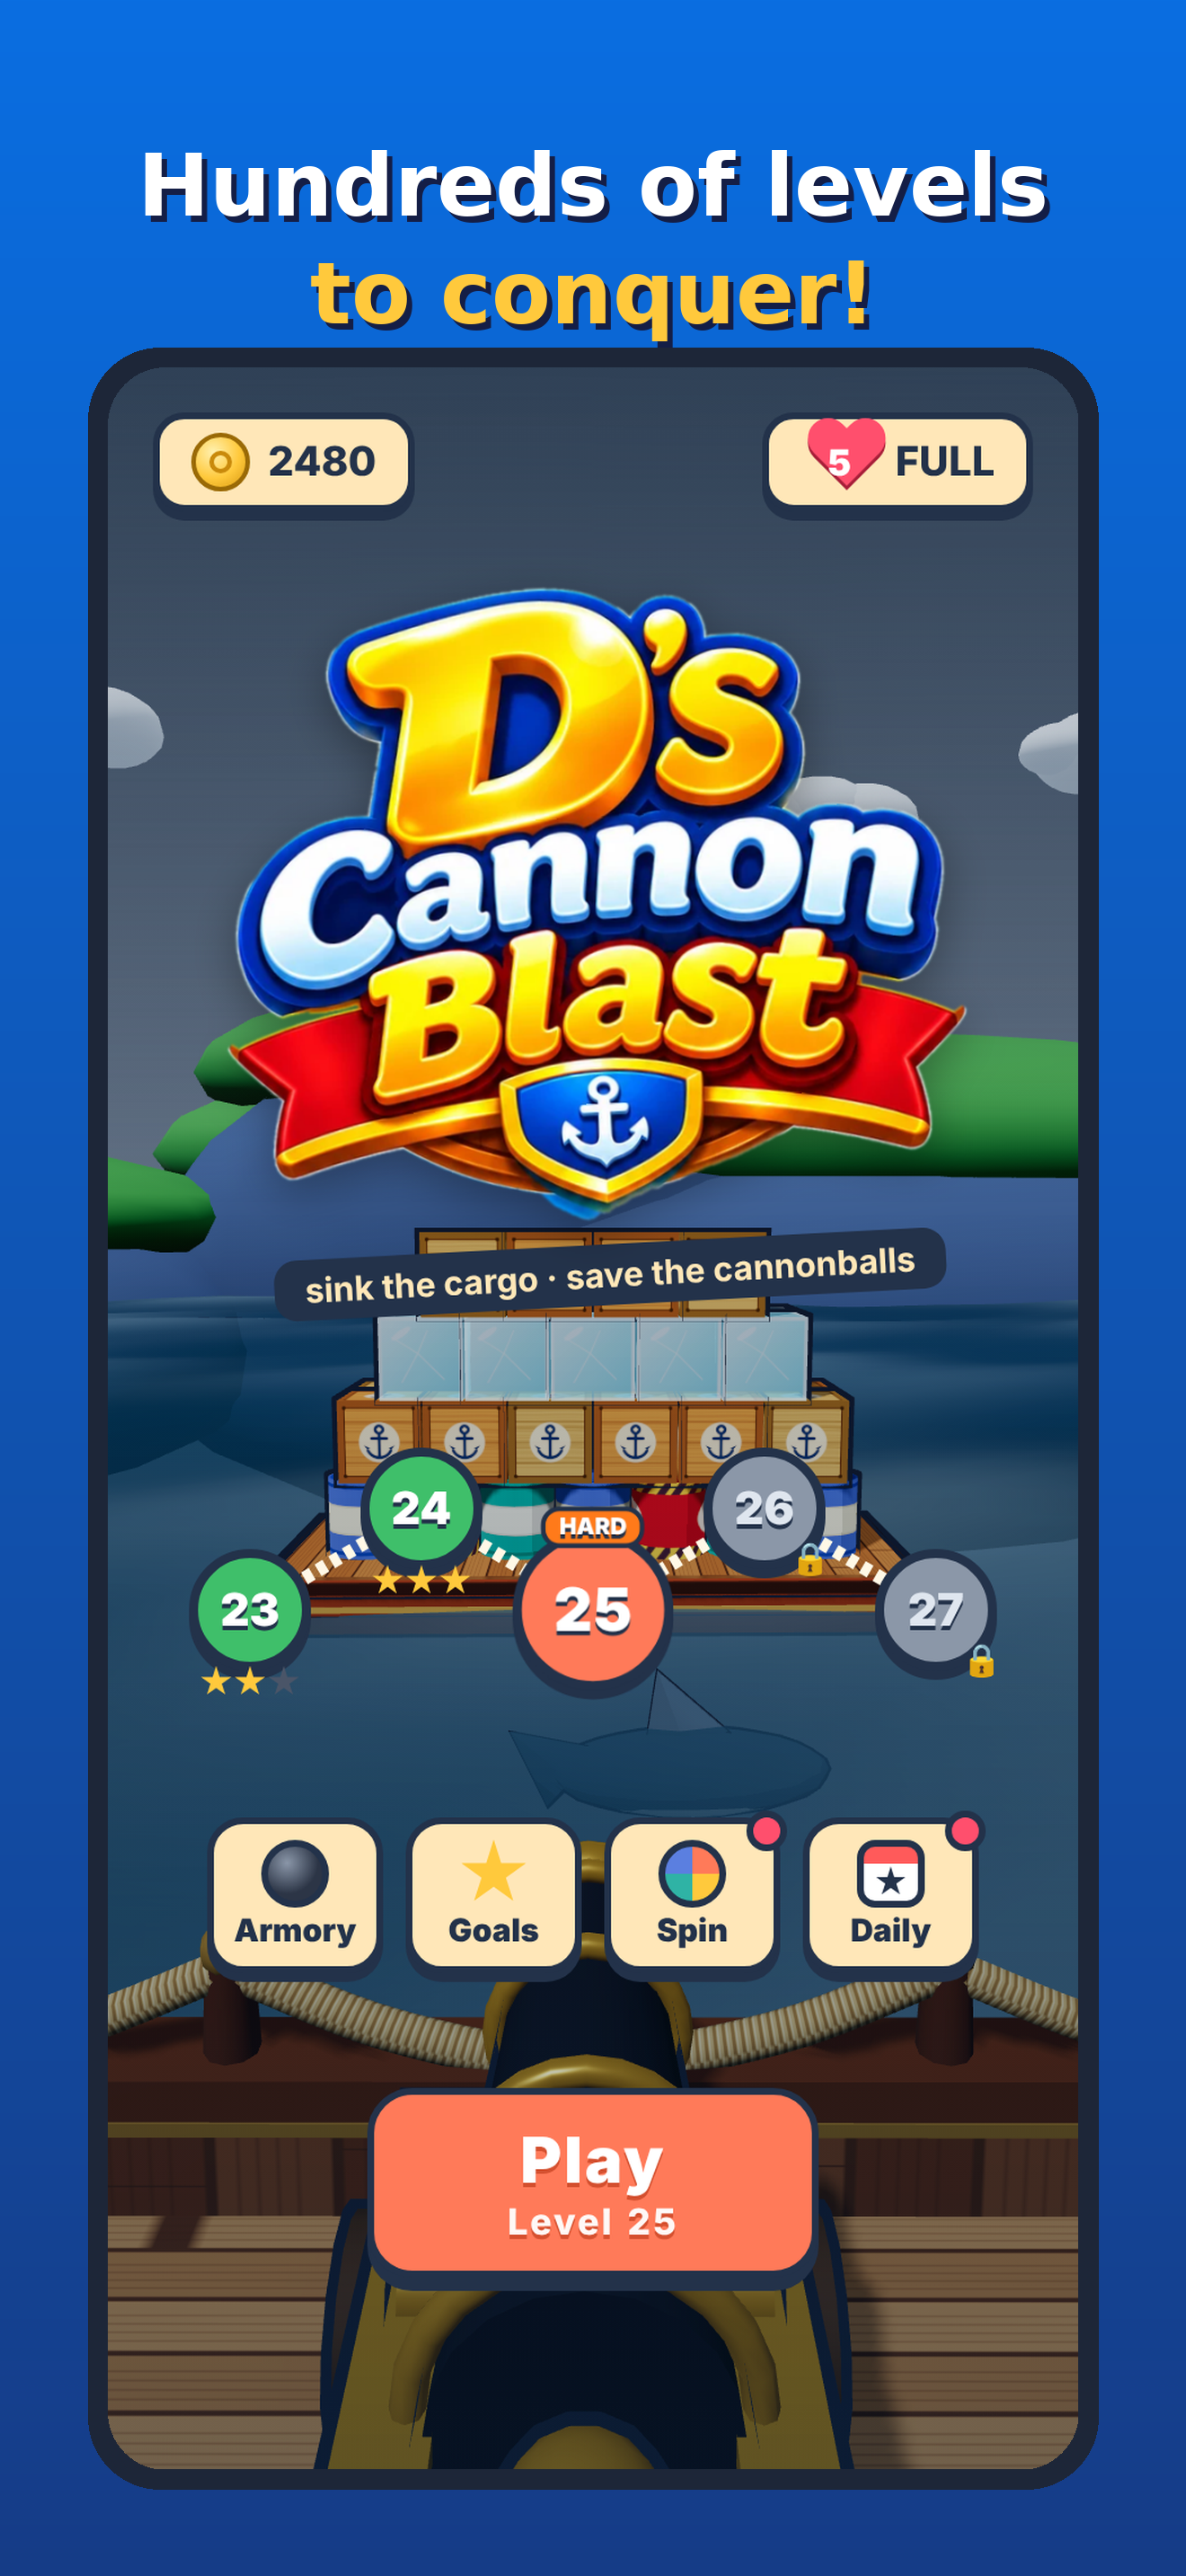 Hundreds of levels
to conquer!
2480
5 FULL
D's
Cannon
Blast
sink the cargo · save the cannonballs
24
26
HARD
23
25
27
Armory
Goals
Spin
Daily
Play
Level 25